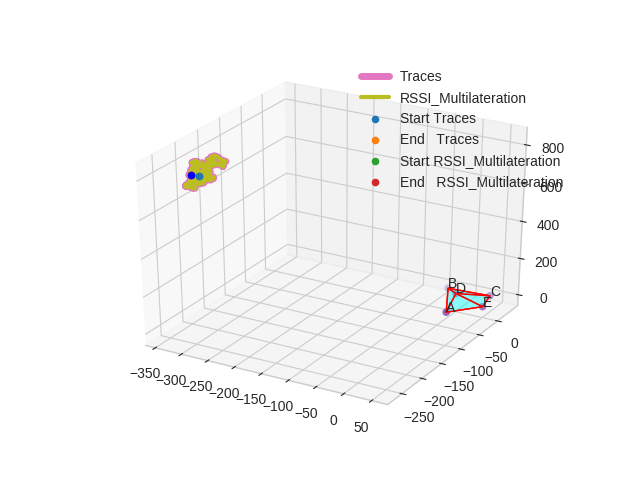 Traces
RSSI_Multilateration
Start Traces
End Traces
Start RSSI_Multilateration
End RSSI_Multilateration
800
600
400
200
0
B
D
C
E
A
0
−50
−100
−150
−200
−250
−350
−300
−250
−200
−150
−100
−50
0
50